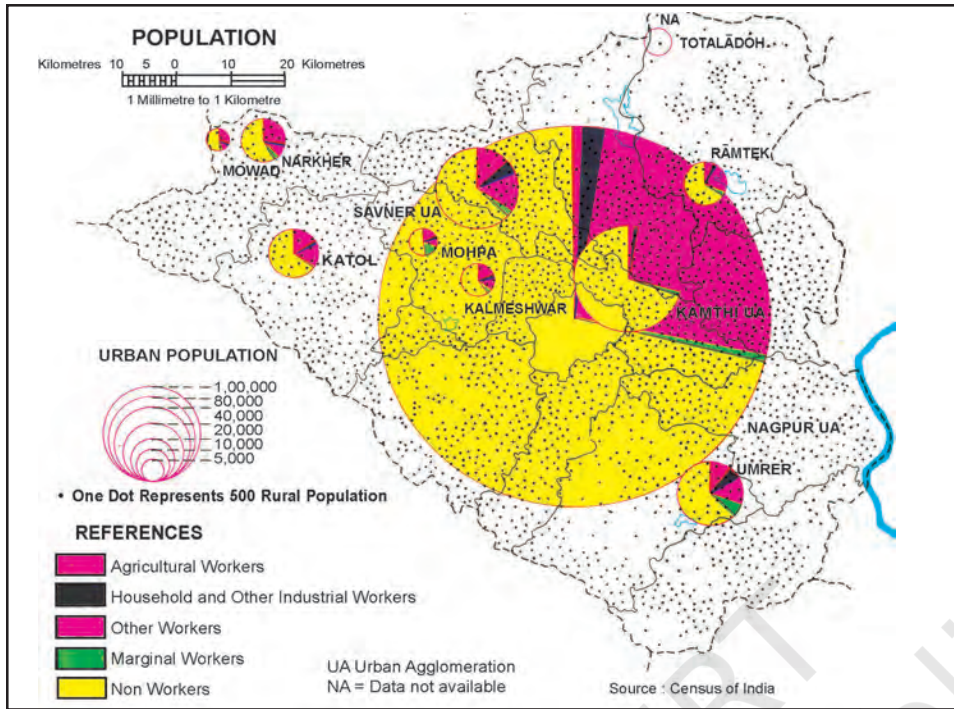 POPULATION
Kilometres 10 5 0 10 20 Kilometres
1 Millimetre to 1 Kilometre
NA
TOTALĀDOH
MOWAD
NARKHER
RĀMTEK
SAVNER UA
MOHPA
KATOL
KALMESHWAR
KAMTHI UA
NAGPUR UA
UMRER
URBAN POPULATION
1,00,000
80,000
40,000
20,000
10,000
5,000
• One Dot Represents 500 Rural Population
REFERENCES
Agricultural Workers
Household and Other Industrial Workers
Other Workers
Marginal Workers
Non Workers
UA Urban Agglomeration
NA = Data not available
Source : Census of India